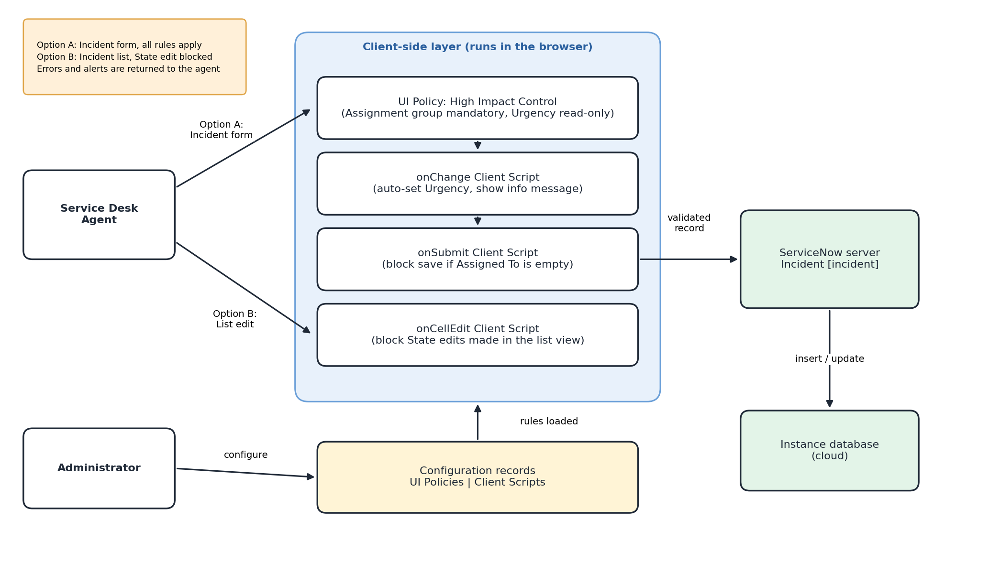 Option A: Incident form, all rules apply
Option B: Incident list, State edit blocked
Errors and alerts are returned to the agent
Client-side layer (runs in the browser)
UI Policy: High Impact Control
(Assignment group mandatory, Urgency read-only)
Option A:
Incident form
onChange Client Script
(auto-set Urgency, show info message)
Service Desk
Agent
validated
record
onSubmit Client Script
(block save if Assigned To is empty)
ServiceNow server
Incident [incident]
Option B:
List edit
onCellEdit Client Script
(block State edits made in the list view)
insert / update
rules loaded
Administrator
configure
Configuration records
UI Policies | Client Scripts
Instance database
(cloud)